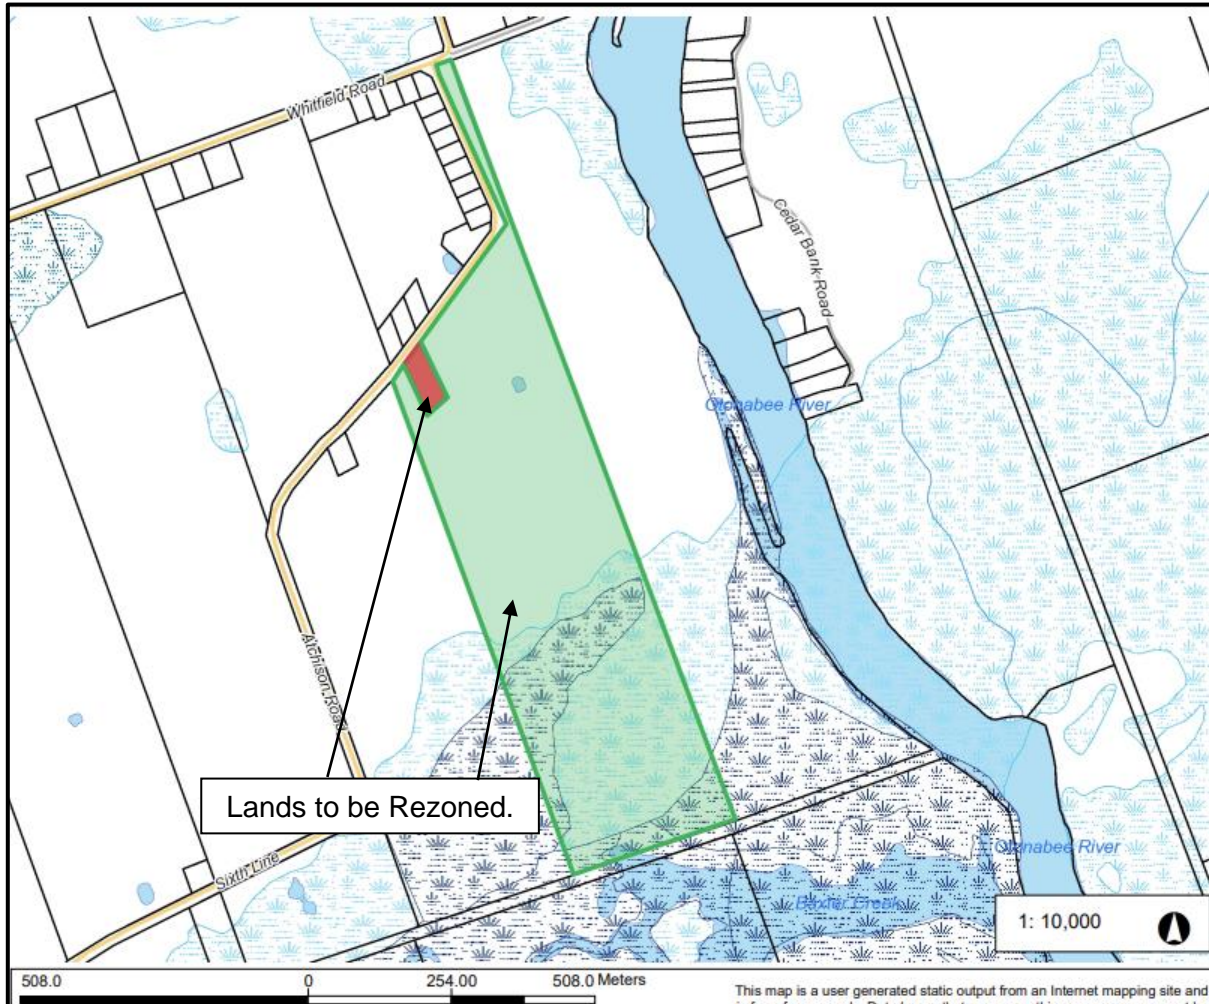 Whitfield Road
Cedar Bank Road
Otonabee River
Atchison Road
Lands to be Rezoned.
Sixth Line
Otonabee River
Baxter Creek
1: 10,000
508.0 0 254.00 508.0 Meters
This map is a user generated static output from an Internet mapping site and